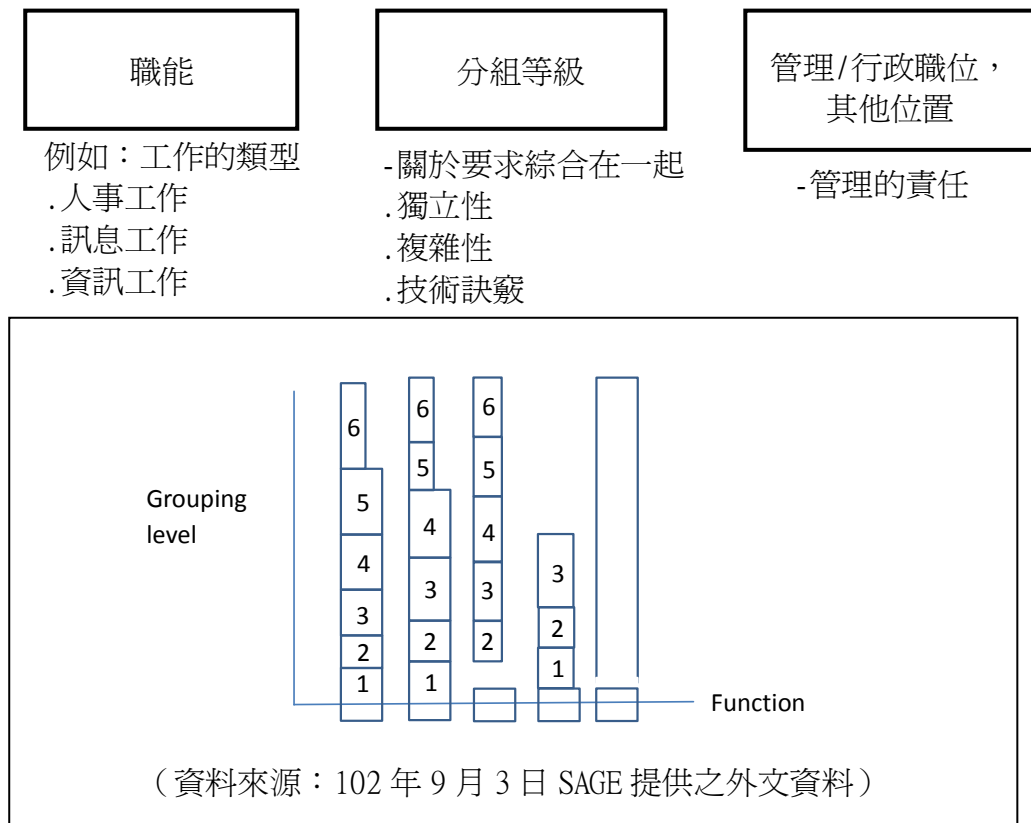 職能
分組等級
管理/行政職位，
其他位置
例如：工作的類型
.人事工作
.訊息工作
.資訊工作
-關於要求綜合在一起
.獨立性
.複雜性
.技術訣竅
-管理的責任
Grouping
level
6
5
4
3
2
1
6
5
4
3
2
1
6
5
4
3
2
3
2
1
Function
（資料來源：102 年 9 月 3 日 SAGE 提供之外文資料）